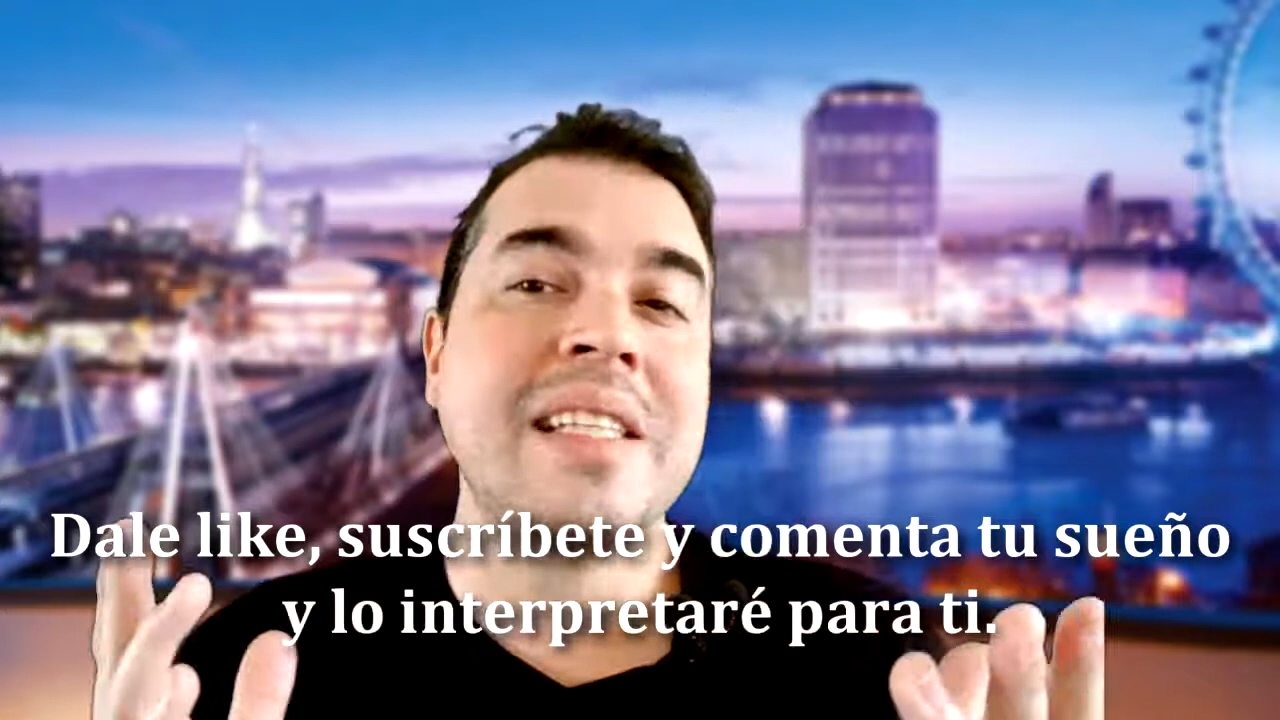 Dale like, suscríbete y comenta tu sueño
y lo interpretaré para ti.